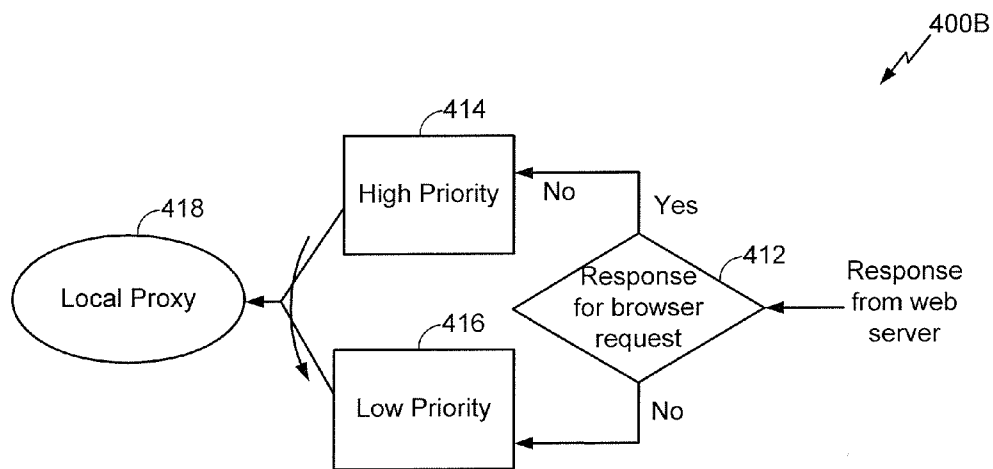 400B
414
High Priority
No
Yes
418
Local Proxy
412
Response
for browser
request
Response
from web
server
416
Low Priority
No